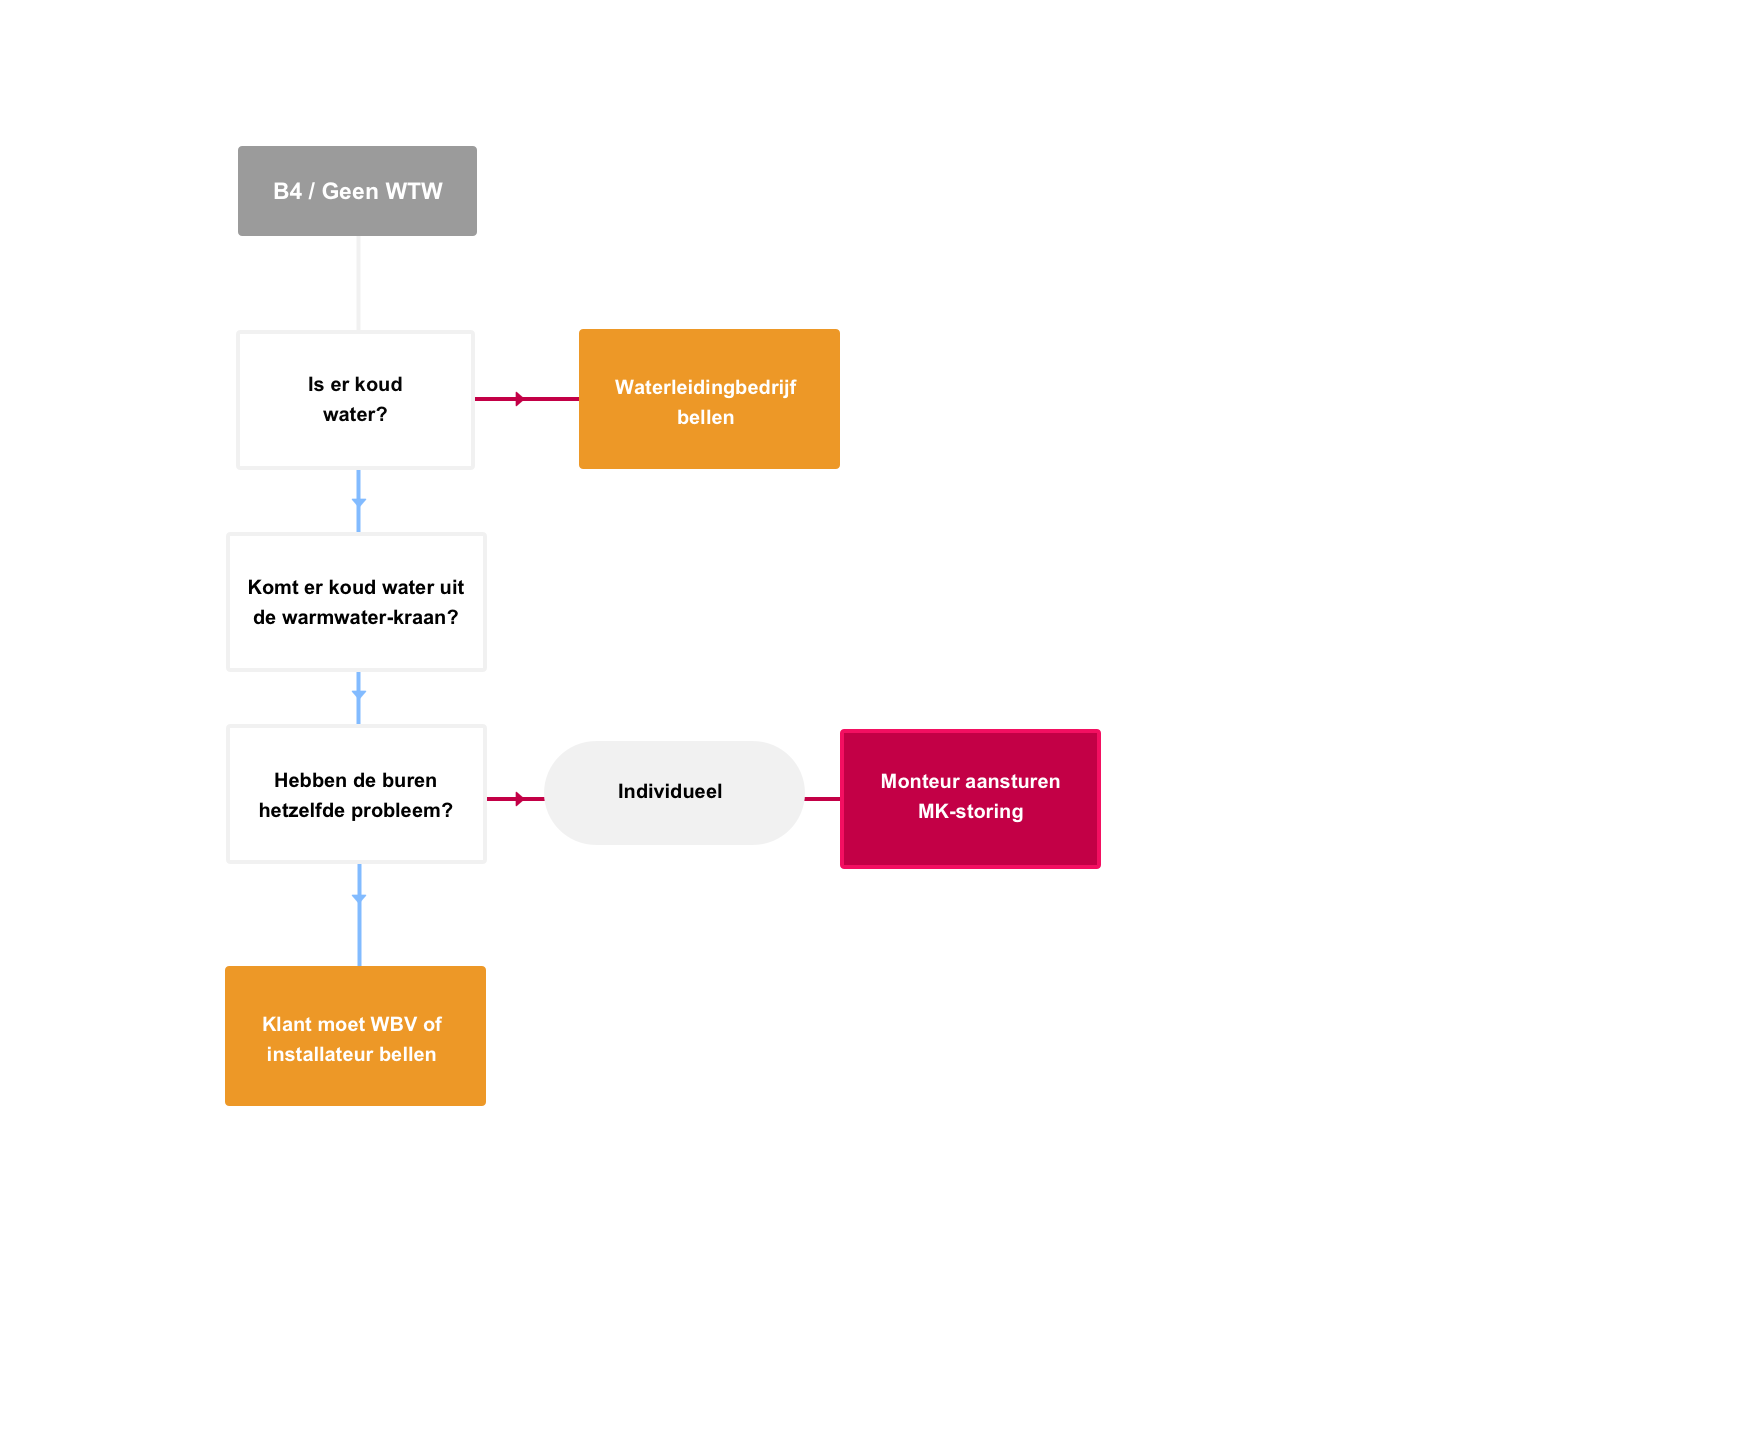 B4 / Geen WTW
Is er koud
water?
Waterleidingbedrijf
bellen
Komt er koud water uit
de warmwater-kraan?
Hebben de buren
hetzelfde probleem?
Individueel
Monteur aansturen
MK-storing
Klant moet WBV of
installateur bellen